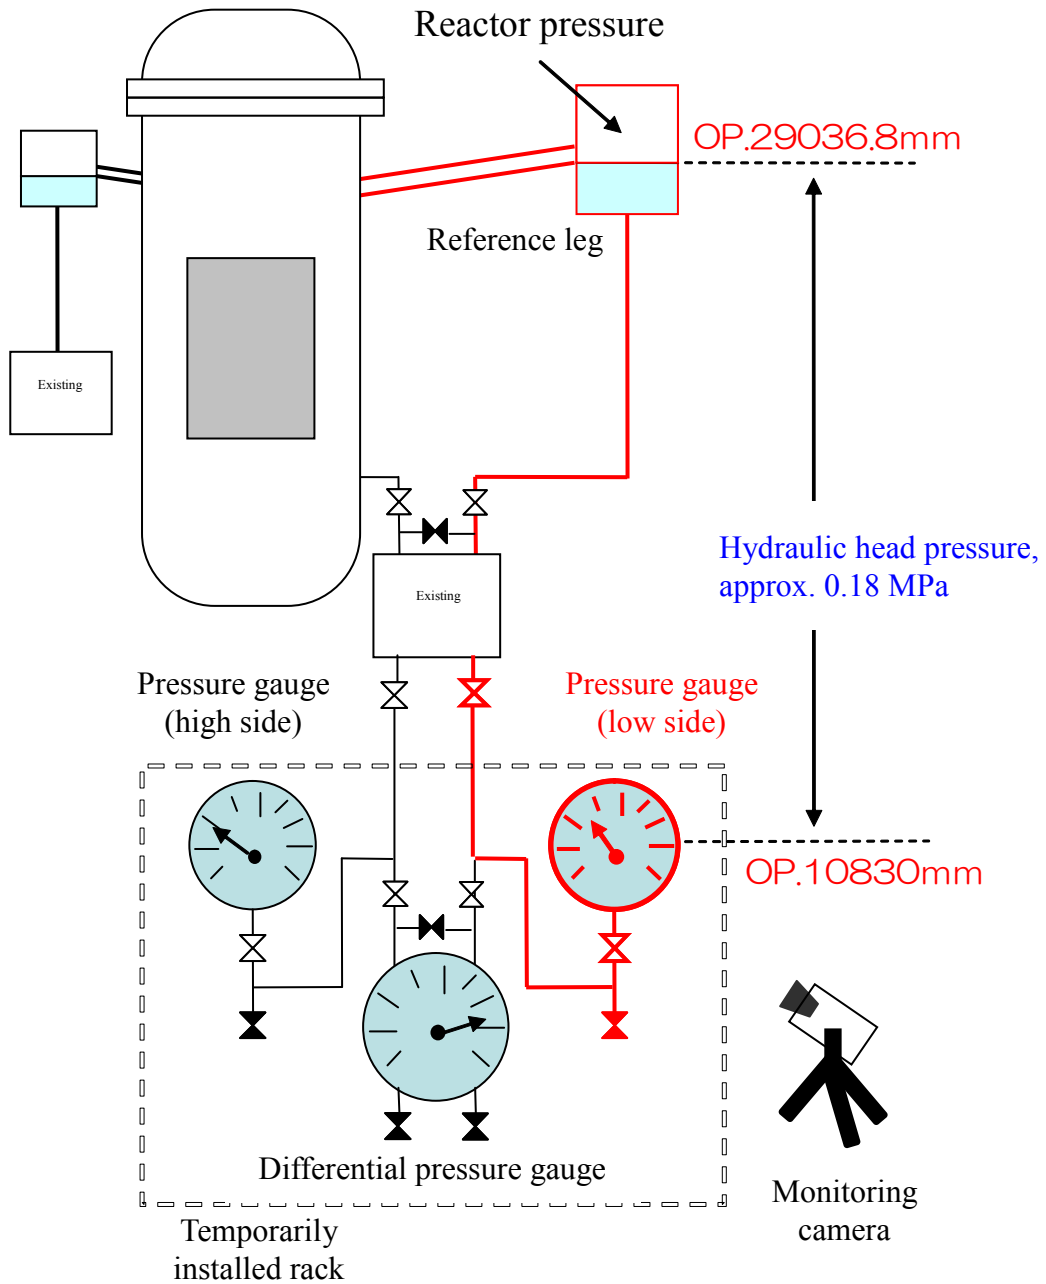 Reactor pressure
OP.29036.8mm
Reference leg
Existing
Hydraulic head pressure,
approx. 0.18 MPa
Existing
Pressure gauge
(high side)
Pressure gauge
(low side)
OP.10830mm
Differential pressure gauge
Monitoring
camera
Temporarily
installed rack